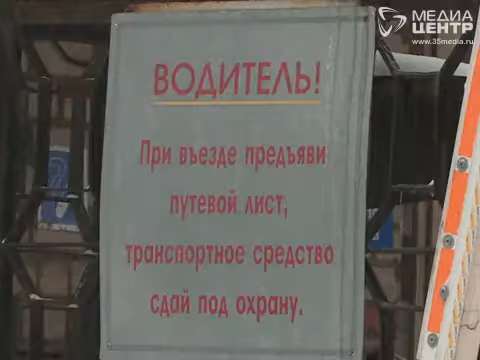 МЕДИА
ЦЕНТР
www.35media.ru
ВОДИТЕЛЬ!
При въезде предъяви
путевой лист,
транспортное средство
сдай под охрану.